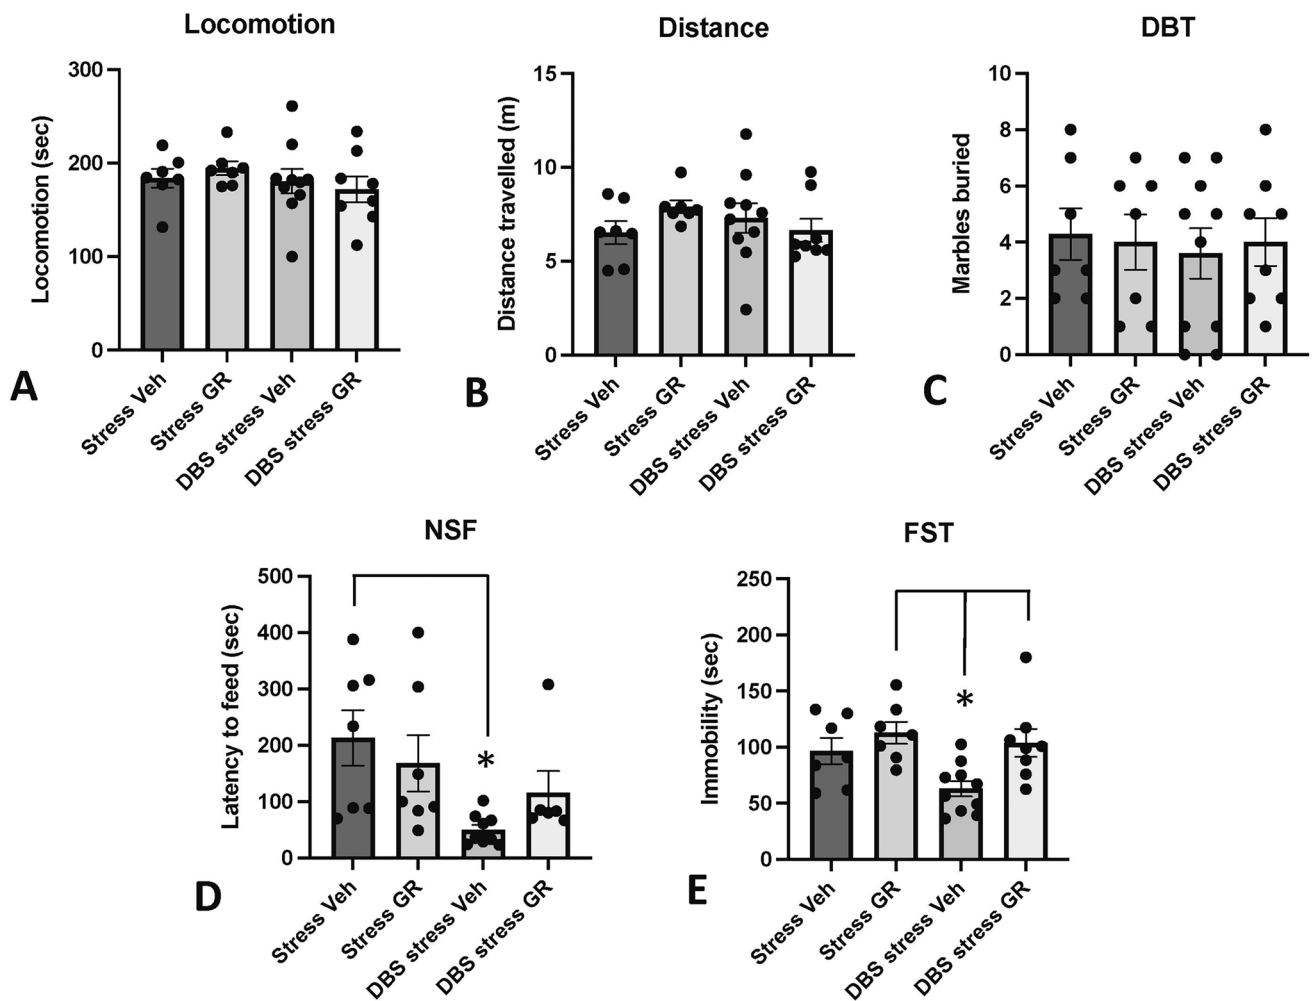 Locomotion
Locomotion (sec)
300
200
100
0
Stress Veh
Stress GR
DBS stress Veh
DBS stress GR
A
Distance
Distance travelled (m)
15
10
5
0
Stress Veh
Stress GR
DBS stress Veh
DBS stress GR
B
DBT
Marbles buried
10
8
6
4
2
0
Stress Veh
Stress GR
DBS stress Veh
DBS stress GR
C
NSF
Latency to feed (sec)
500
400
300
200
100
0
*
Stress Veh
Stress GR
DBS stress Veh
DBS stress GR
D
FST
Immobility (sec)
250
200
150
100
50
0
*
Stress Veh
Stress GR
DBS stress Veh
DBS stress GR
E